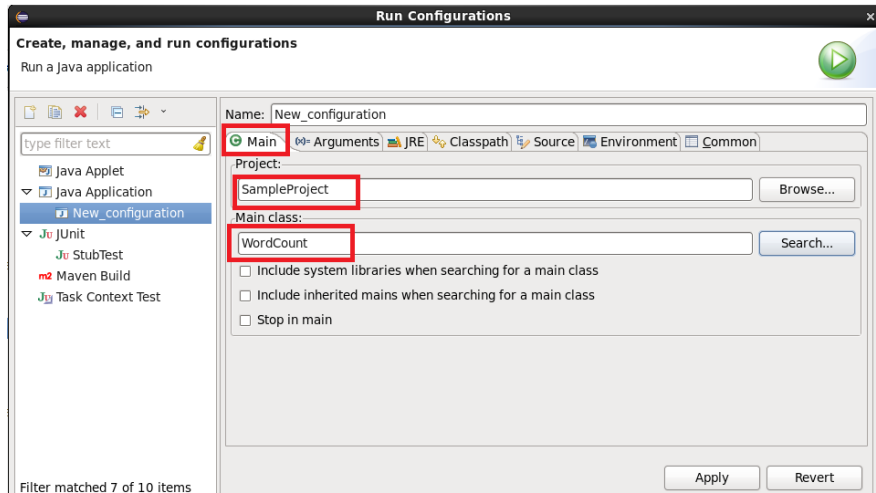 Run Configurations
Create, manage, and run configurations
Run a Java application
type filter text
Java Applet
Java Application
New_configuration
JUnit
StubTest
Maven Build
Task Context Test
Filter matched 7 of 10 items
Name: New_configuration
Main Arguments JRE Classpath Source Environment Common
Project:
SampleProject Browse...
Main class:
WordCount Search...
Include system libraries when searching for a main class
Include inherited mains when searching for a main class
Stop in main
Apply Revert